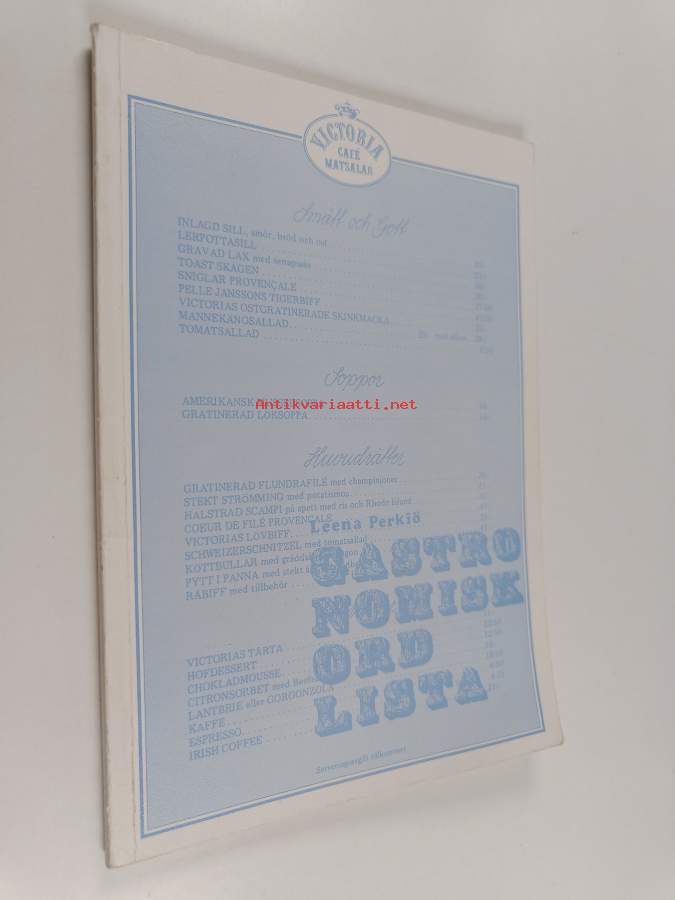 VICTORIA
CAFÉ
MATSALAR
Smått och Gott
INLAGD SILL, smör, bröd och ost
LERPOTTASILL
GRAVAD LAX med senapssås
TOAST SKAGEN
SNIGLAR PROVENÇALE
PELLE JANSSONS TIGERBIFF
VICTORIAS OSTGRATINERADE SKINKMACKA
MANNEKÄNGSALLAD
TOMATSALLAD
Soppor
AMERIKANSK
Antikvariaatti.net
GRATINERAD LÖKSOPPA
Huvudrätter
GRATINERAD FLUNDRAFILÉ med champinjoner
STEKT STRÖMMING med potatismos
HALSTRAD SCAMPI på spett med ris och Rhode Island
COEUR DE FILÉ PROVENÇALE
Leena Perkiö
VICTORIAS LÖVBIFF
SCHWEIZERSCHNITZEL med tomatsallad
KÖTTBULLAR med gräddsås
PYTT I PANNA med stekt
RÅBIFF med tillbehör
GASTRO
NOMISK
ORD
LISTA
VICTORIAS TÅRTA
HOFDESSERT
CHOKLADMOUSSE
CITRONSORBET med
LANTBRIE eller GORGONZOLA
KAFFE
ESPRESSO
IRISH COFFEE
Serveringsavgift tillkommer